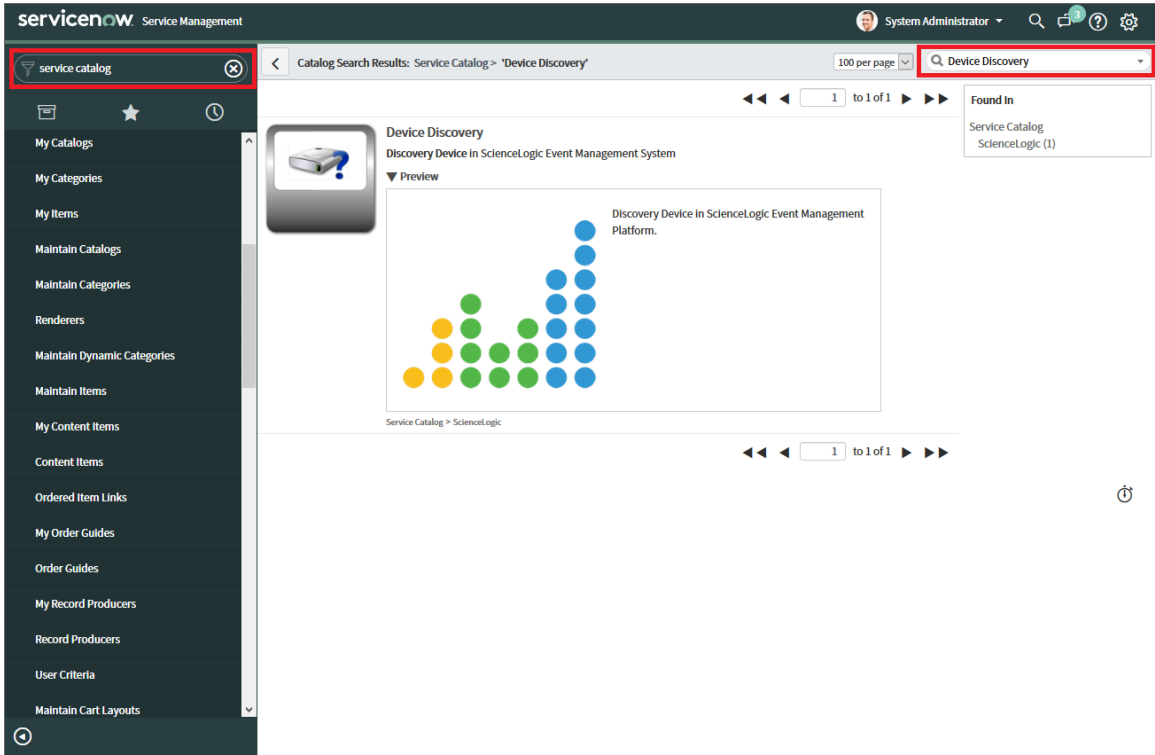 servicenow Service Management
System Administrator
3
service catalog
Catalog Search Results: Service Catalog > 'Device Discovery'
100 per page
Device Discovery
My Catalogs
My Categories
My Items
Maintain Catalogs
Maintain Categories
Renderers
Maintain Dynamic Categories
Maintain Items
My Content Items
Content Items
Ordered Item Links
My Order Guides
Order Guides
My Record Producers
Record Producers
User Criteria
Maintain Cart Layouts
1 to 1 of 1
Device Discovery
Discovery Device in ScienceLogic Event Management System
Preview
Discovery Device in ScienceLogic Event Management
Platform.
Service Catalog > ScienceLogic
1 to 1 of 1
Found In
Service Catalog
ScienceLogic (1)